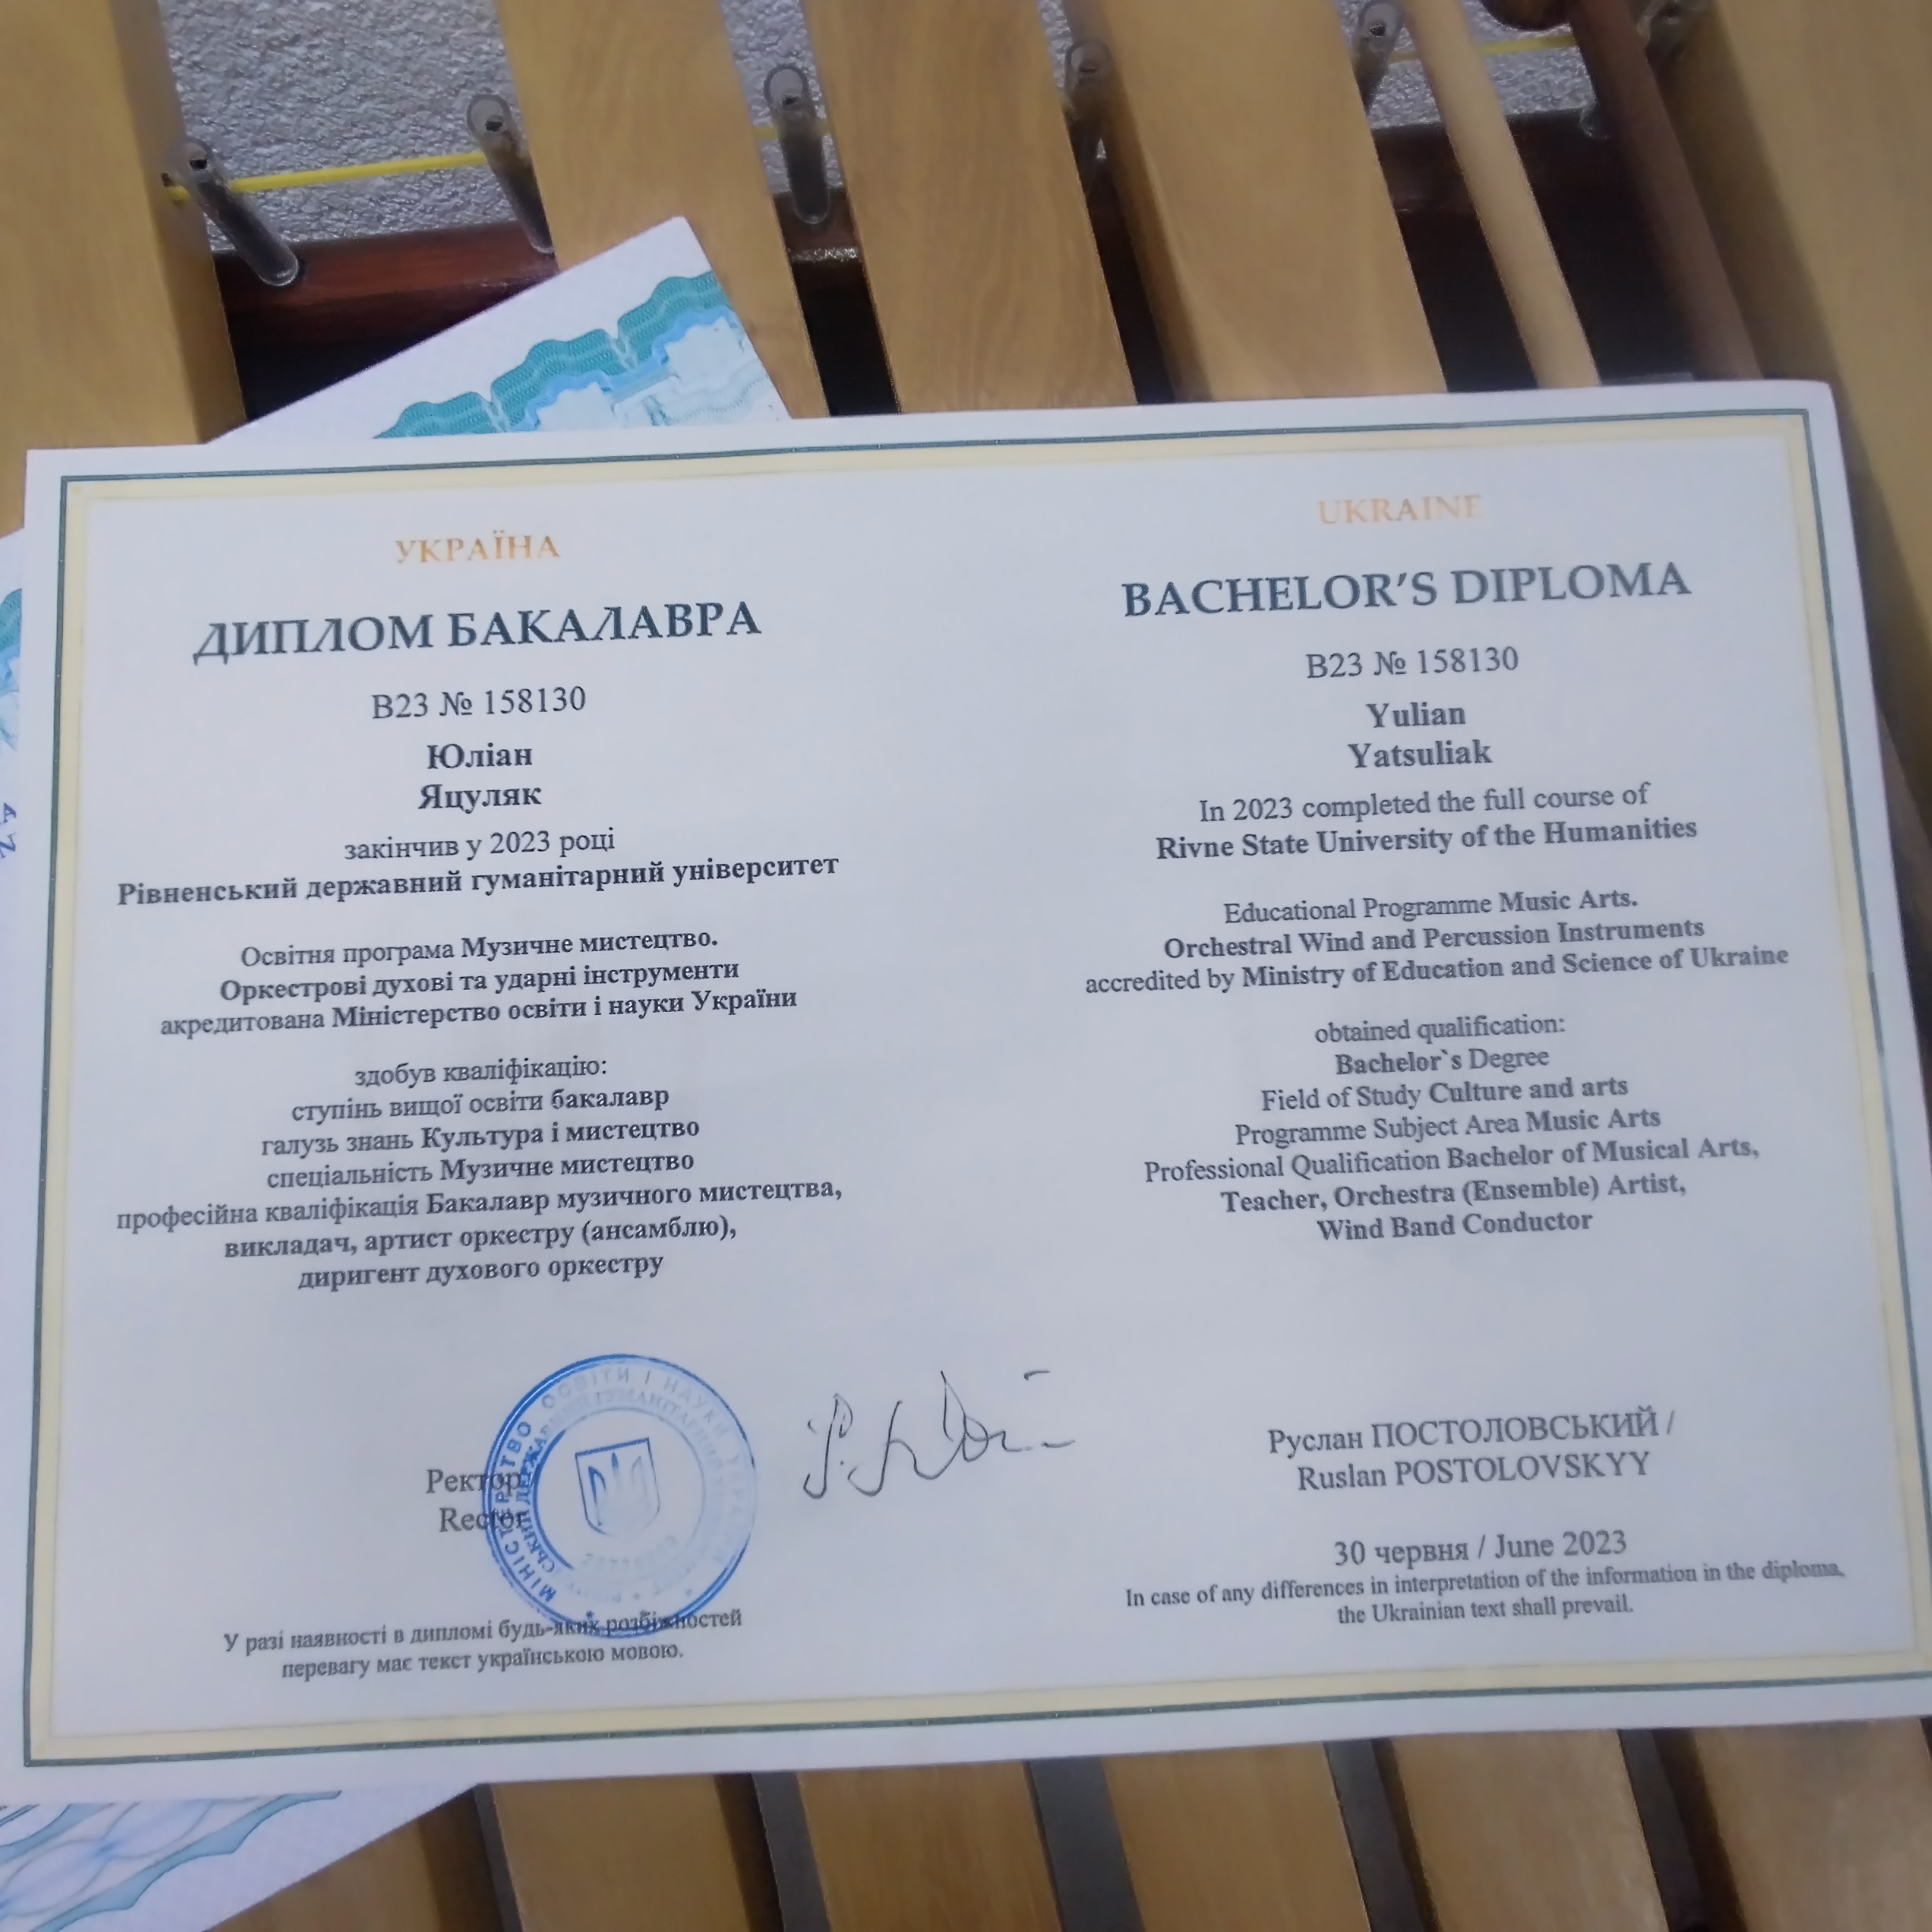 УКРАЇНА
ДИПЛОМ БАКАЛАВРА
В23 № 158130
Юліан
Яцуляк
закінчив у 2023 році
Рівненський державний гуманітарний університет
Освітня програма Музичне мистецтво.
Оркестрові духові та ударні інструменти
акредитована Міністерство освіти і науки України
здобув кваліфікацію:
ступінь вищої освіти бакалавр
галузь знань Культура і мистецтво
спеціальність Музичне мистецтво
професійна кваліфікація Бакалавр музичного мистецтва,
викладач, артист оркестру (ансамблю),
диригент духового оркестру
Ректор
Rector
МІНІСТЕРСТВО ОСВІТИ І НАУКИ УКРАЇНИ
ДЕРЖАВНИЙ ГУМАНІТАРНИЙ
У разі наявності в дипломі будь-яких розбіжностей
перевагу має текст українською мовою.
UKRAINE
BACHELOR’S DIPLOMA
B23 № 158130
Yulian
Yatsuliak
In 2023 completed the full course of
Rivne State University of the Humanities
Educational Programme Music Arts.
Orchestral Wind and Percussion Instruments
accredited by Ministry of Education and Science of Ukraine
obtained qualification:
Bachelor`s Degree
Field of Study Culture and arts
Programme Subject Area Music Arts
Professional Qualification Bachelor of Musical Arts,
Teacher, Orchestra (Ensemble) Artist,
Wind Band Conductor
Руслан ПОСТОЛОВСЬКИЙ /
Ruslan POSTOLOVSKYY
30 червня / June 2023
In case of any differences in interpretation of the information in the diploma,
the Ukrainian text shall prevail.